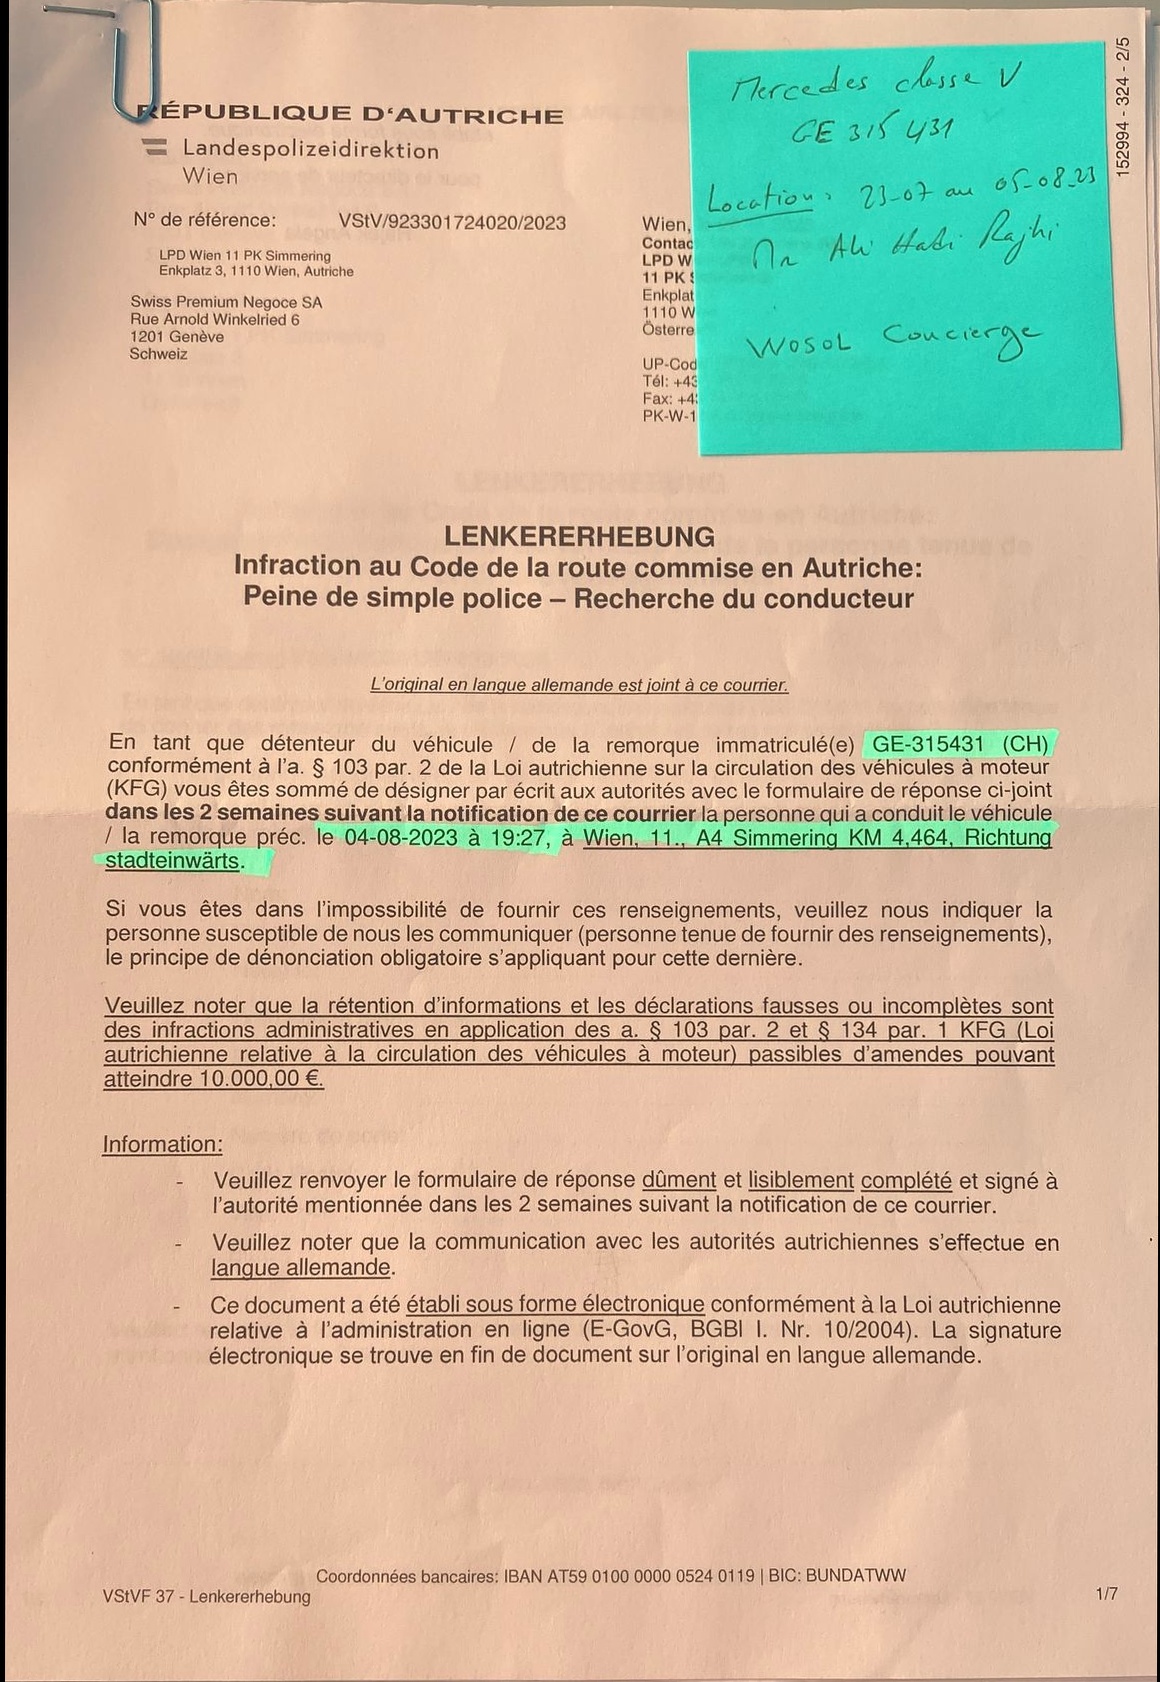 RÉPUBLIQUE D'AUTRICHE
Landespolizeidirektion
Wien
N° de référence: VStV/923301724020/2023
LPD Wien 11 PK Simmering
Enkplatz 3, 1110 Wien, Autriche
Swiss Premium Negoce SA
Rue Arnold Winkelried 6
1201 Genève
Schweiz
Wien,
Contac
LPD W
11 PK
Enkplat
1110 W
Österre
UP-Cod
Tél: +43
Fax: +4
PK-W-1
Mercedes classe V
GE 315 431
Location: 23-07 au 05-08-23
Mr Ali Hadi Rajhi
WOSOL Concierge
152994 - 324 - 2/5
LENKERERHEBUNG
Infraction au Code de la route commise en Autriche:
Peine de simple police – Recherche du conducteur
L'original en langue allemande est joint à ce courrier.
En tant que détenteur du véhicule / de la remorque immatriculé(e) GE-315431 (CH)
conformément à l'a. § 103 par. 2 de la Loi autrichienne sur la circulation des véhicules à moteur
(KFG) vous êtes sommé de désigner par écrit aux autorités avec le formulaire de réponse ci-joint
dans les 2 semaines suivant la notification de ce courrier la personne qui a conduit le véhicule
/ la remorque préc. le 04-08-2023 à 19:27, à Wien, 11., A4 Simmering KM 4,464, Richtung
stadteinwärts.
Si vous êtes dans l'impossibilité de fournir ces renseignements, veuillez nous indiquer la
personne susceptible de nous les communiquer (personne tenue de fournir des renseignements),
le principe de dénonciation obligatoire s'appliquant pour cette dernière.
Veuillez noter que la rétention d'informations et les déclarations fausses ou incomplètes sont
des infractions administratives en application des a. § 103 par. 2 et § 134 par. 1 KFG (Loi
autrichienne relative à la circulation des véhicules à moteur) passibles d'amendes pouvant
atteindre 10.000,00 €.
Information:
- Veuillez renvoyer le formulaire de réponse dûment et lisiblement complété et signé à
l'autorité mentionnée dans les 2 semaines suivant la notification de ce courrier.
- Veuillez noter que la communication avec les autorités autrichiennes s'effectue en
langue allemande.
- Ce document a été établi sous forme électronique conformément à la Loi autrichienne
relative à l'administration en ligne (E-GovG, BGBl I. Nr. 10/2004). La signature
électronique se trouve en fin de document sur l'original en langue allemande.
Coordonnées bancaires: IBAN AT59 0100 0000 0524 0119 | BIC: BUNDATWW
VStVF 37 - Lenkererhebung
1/7